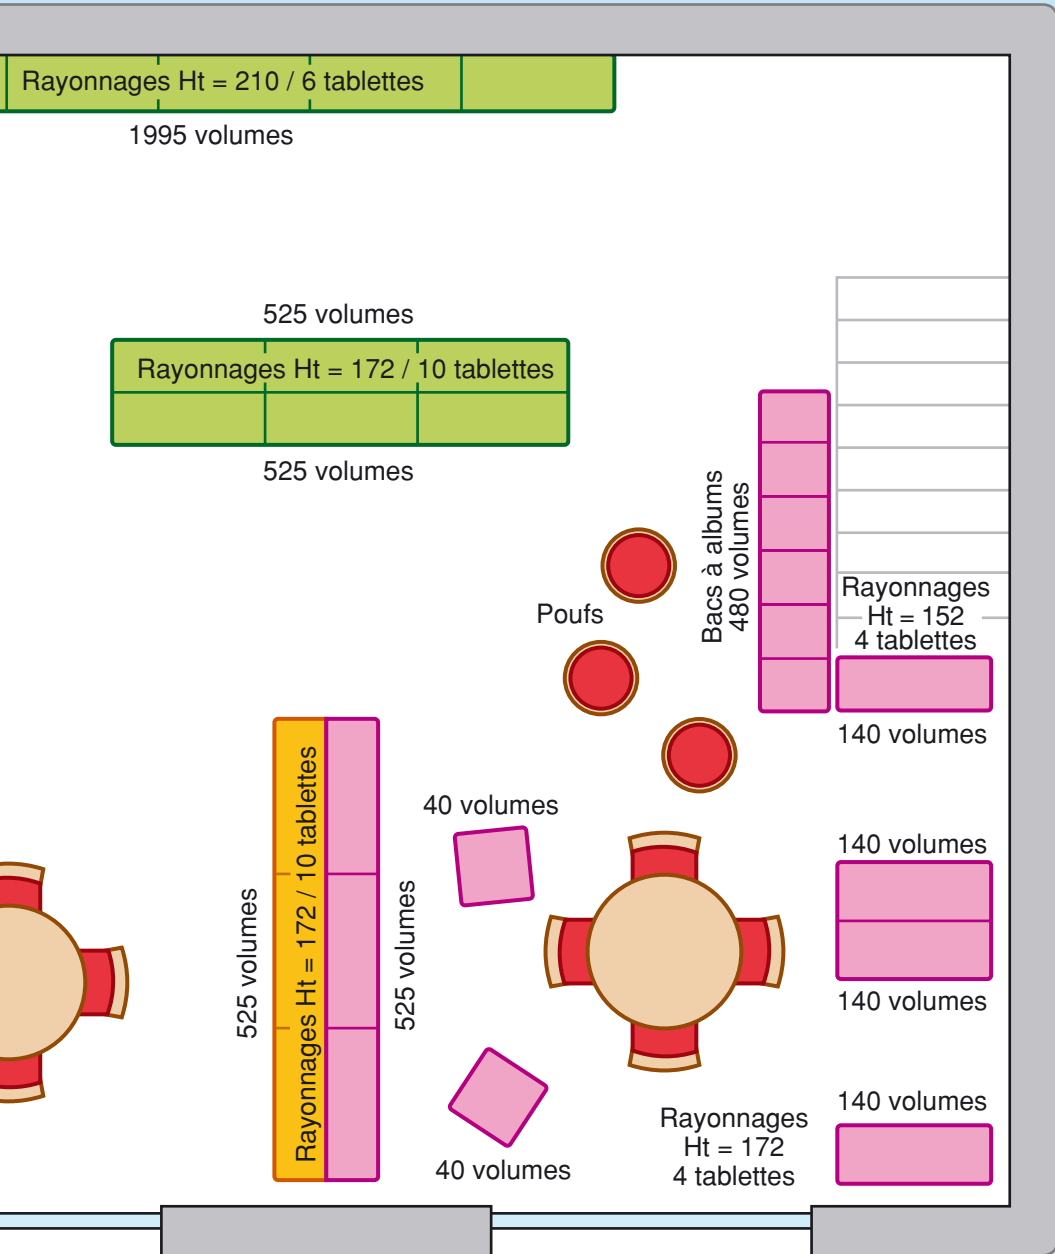 Rayonnages Ht = 210 / 6 tablettes
1995 volumes
525 volumes
Rayonnages Ht = 172 / 10 tablettes
525 volumes
Bacs à albums
480 volumes
Rayonnages
Ht = 152
4 tablettes
140 volumes
Poufs
525 volumes
Rayonnages Ht = 172 / 10 tablettes
525 volumes
40 volumes
140 volumes
140 volumes
40 volumes
Rayonnages
Ht = 172
4 tablettes
140 volumes